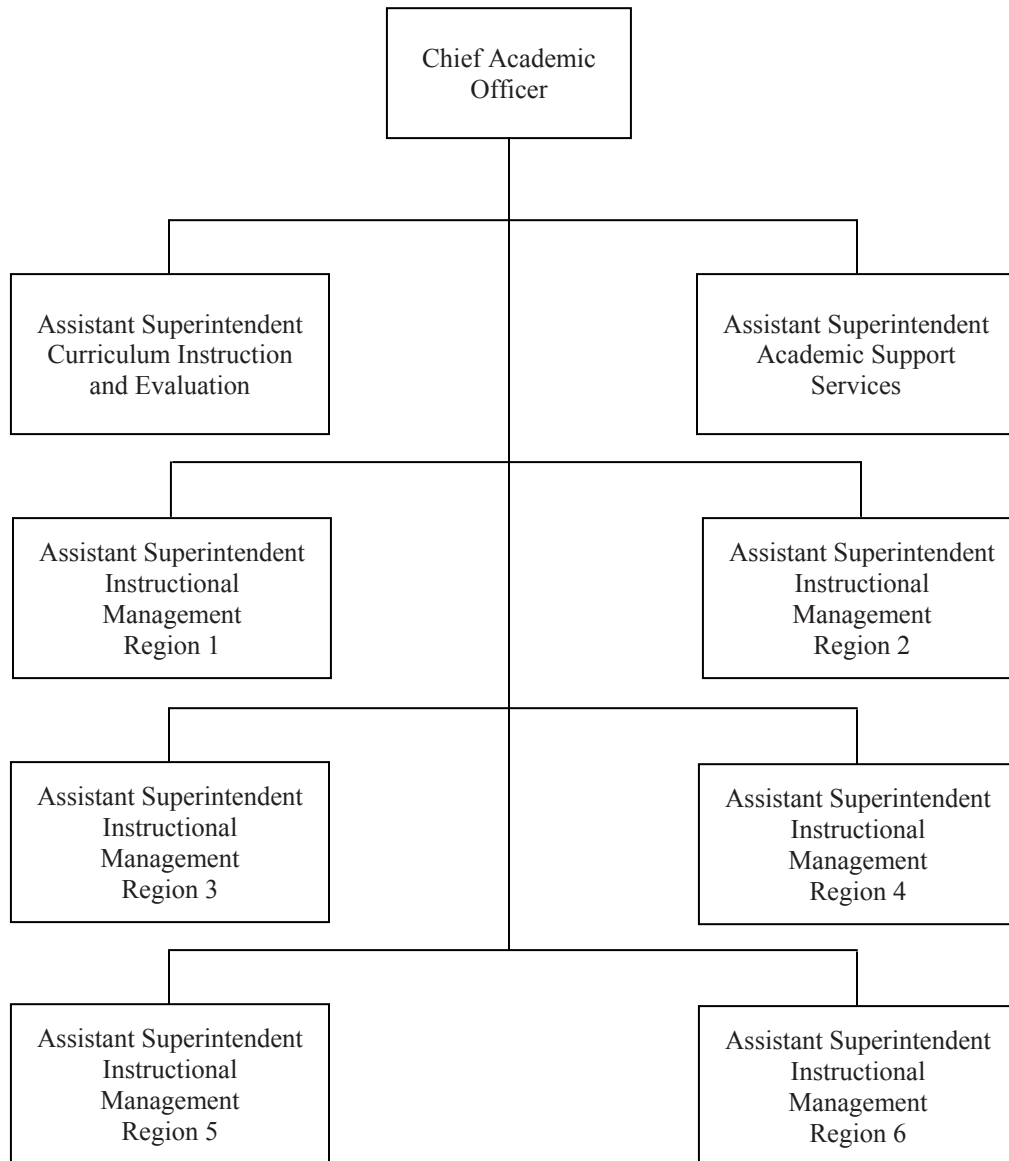 Chief Academic
Officer
Assistant Superintendent
Curriculum Instruction
and Evaluation
Assistant Superintendent
Academic Support
Services
Assistant Superintendent
Instructional
Management
Region 1
Assistant Superintendent
Instructional
Management
Region 2
Assistant Superintendent
Instructional
Management
Region 3
Assistant Superintendent
Instructional
Management
Region 4
Assistant Superintendent
Instructional
Management
Region 5
Assistant Superintendent
Instructional
Management
Region 6